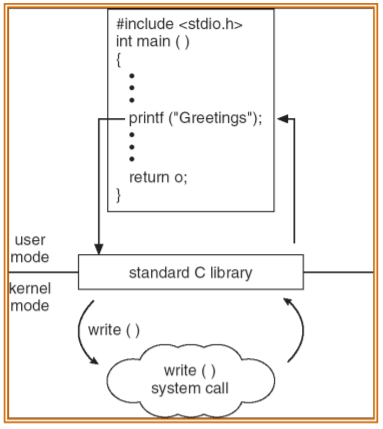 #include <stdio.h>
int main ( )
{
•
•
•
printf ("Greetings");
•
•
•
return o;
}
user
mode
standard C library
kernel
mode
write ( )
write ( )
system call